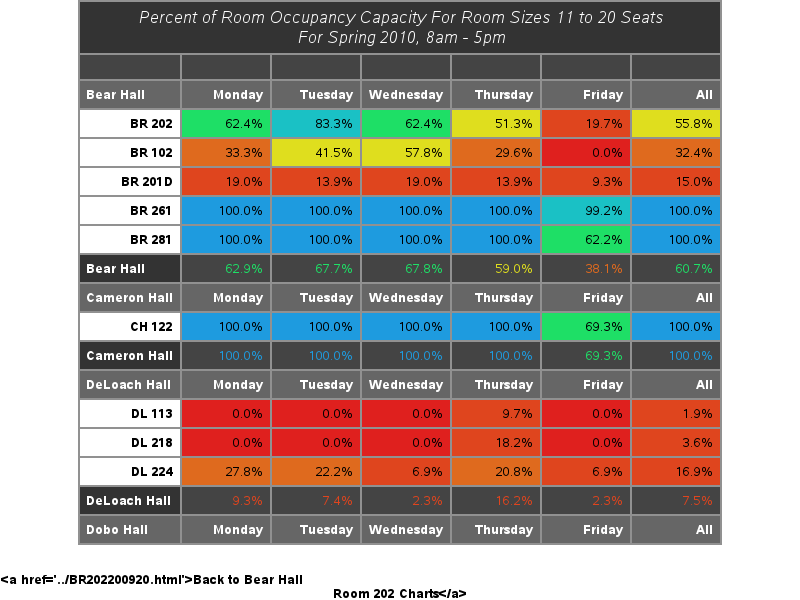 Percent of Room Occupancy Capacity For Room Sizes 11 to 20 Seats
For Spring 2010, 8am - 5pm
Bear Hall Monday Tuesday Wednesday Thursday Friday All
BR 202 62.4% 83.3% 62.4% 51.3% 19.7% 55.8%
BR 102 33.3% 41.5% 57.8% 29.6% 0.0% 32.4%
BR 201D 19.0% 13.9% 19.0% 13.9% 9.3% 15.0%
BR 261 100.0% 100.0% 100.0% 100.0% 99.2% 100.0%
BR 281 100.0% 100.0% 100.0% 100.0% 62.2% 100.0%
Bear Hall 62.9% 67.7% 67.8% 59.0% 38.1% 60.7%
Cameron Hall Monday Tuesday Wednesday Thursday Friday All
CH 122 100.0% 100.0% 100.0% 100.0% 69.3% 100.0%
Cameron Hall 100.0% 100.0% 100.0% 100.0% 69.3% 100.0%
DeLoach Hall Monday Tuesday Wednesday Thursday Friday All
DL 113 0.0% 0.0% 0.0% 9.7% 0.0% 1.9%
DL 218 0.0% 0.0% 0.0% 18.2% 0.0% 3.6%
DL 224 27.8% 22.2% 6.9% 20.8% 6.9% 16.9%
DeLoach Hall 9.3% 7.4% 2.3% 16.2% 2.3% 7.5%
Dobo Hall Monday Tuesday Wednesday Thursday Friday All
<a href='../BR202200920.html'>Back to Bear Hall
Room 202 Charts</a>